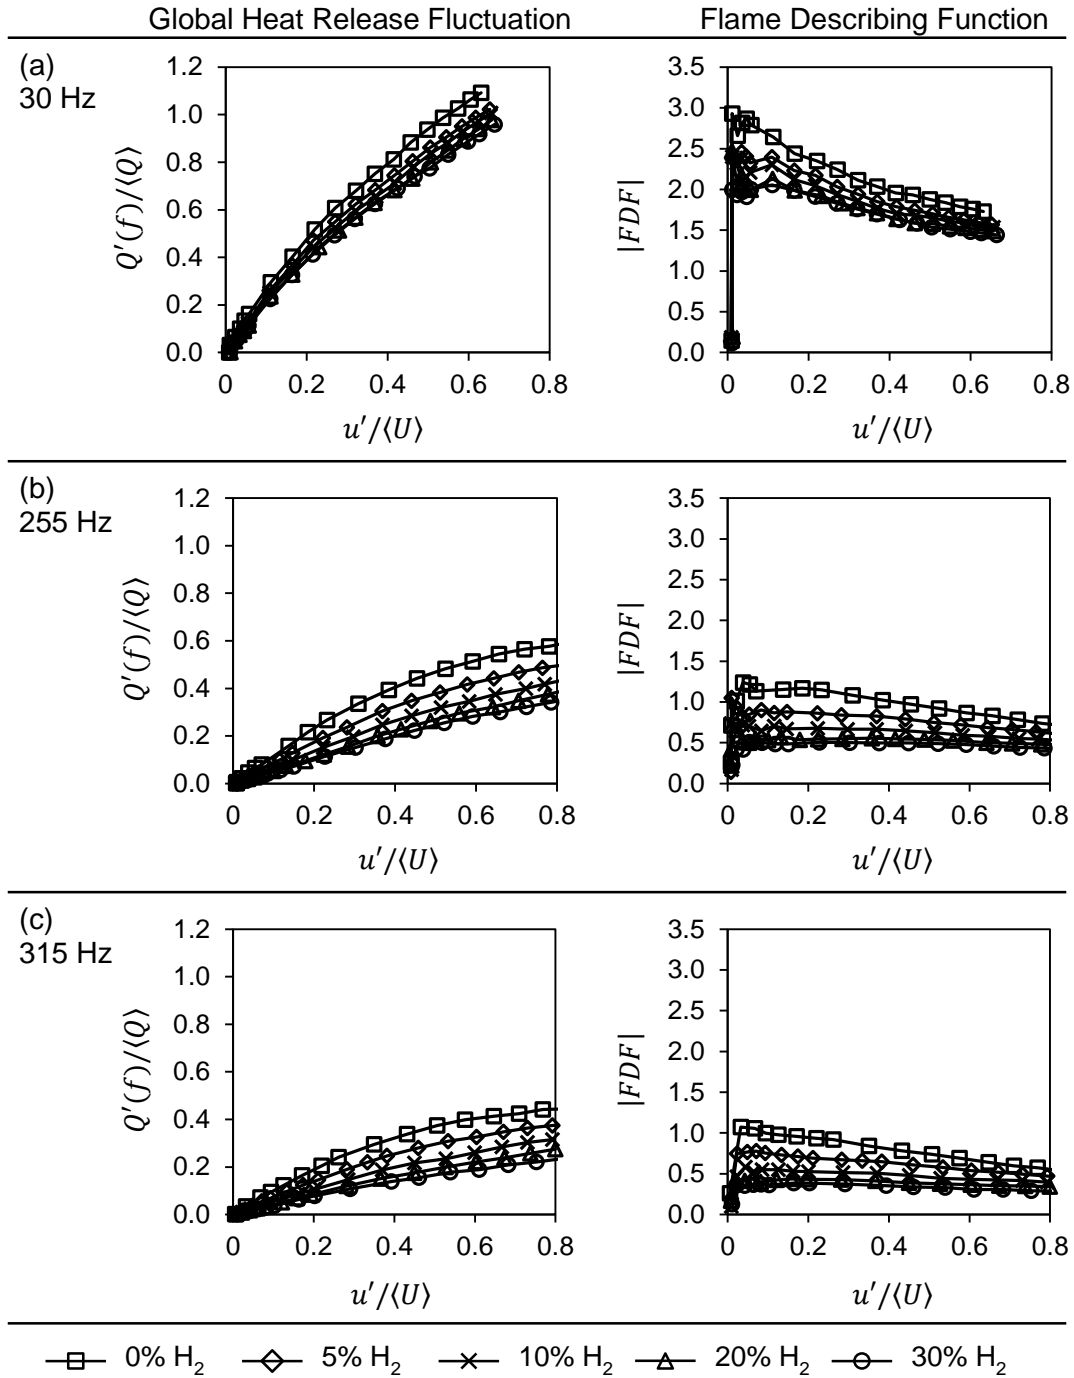 Global Heat Release Fluctuation Flame Describing Function
(a)
30 Hz
1.2
1.0
0.8
0.6
0.4
0.2
0.0
Q′(f)/⟨Q⟩
0 0.2 0.4 0.6 0.8
u′/⟨U⟩
3.5
3.0
2.5
2.0
1.5
1.0
0.5
0.0
|FDF|
0 0.2 0.4 0.6 0.8
u′/⟨U⟩
(b)
255 Hz
1.2
1.0
0.8
0.6
0.4
0.2
0.0
Q′(f)/⟨Q⟩
0 0.2 0.4 0.6 0.8
u′/⟨U⟩
3.5
3.0
2.5
2.0
1.5
1.0
0.5
0.0
|FDF|
0 0.2 0.4 0.6 0.8
u′/⟨U⟩
(c)
315 Hz
1.2
1.0
0.8
0.6
0.4
0.2
0.0
Q′(f)/⟨Q⟩
0 0.2 0.4 0.6 0.8
u′/⟨U⟩
3.5
3.0
2.5
2.0
1.5
1.0
0.5
0.0
|FDF|
0 0.2 0.4 0.6 0.8
u′/⟨U⟩
0% H₂ 5% H₂ 10% H₂ 20% H₂ 30% H₂